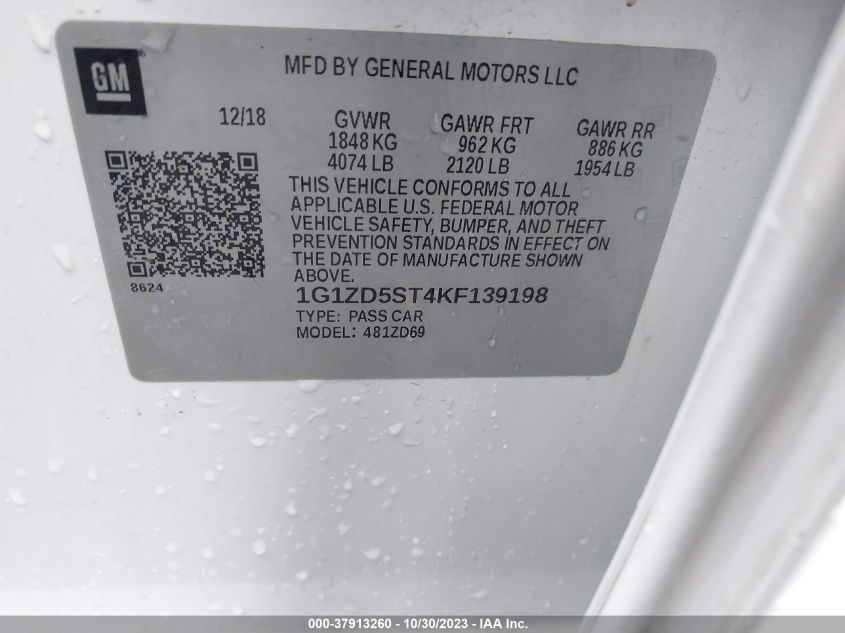 GM
MFD BY GENERAL MOTORS LLC
12/18
GVWR
1848 KG
4074 LB
GAWR FRT
962 KG
2120 LB
GAWR RR
886 KG
1954 LB
THIS VEHICLE CONFORMS TO ALL
APPLICABLE U.S. FEDERAL MOTOR
VEHICLE SAFETY, BUMPER, AND THEFT
PREVENTION STANDARDS IN EFFECT ON
THE DATE OF MANUFACTURE SHOWN
ABOVE.
8624
1G1ZD5ST4KF139198
TYPE: PASS CAR
MODEL: 481ZD69
000-37913260 - 10/30/2023 - IAA Inc.